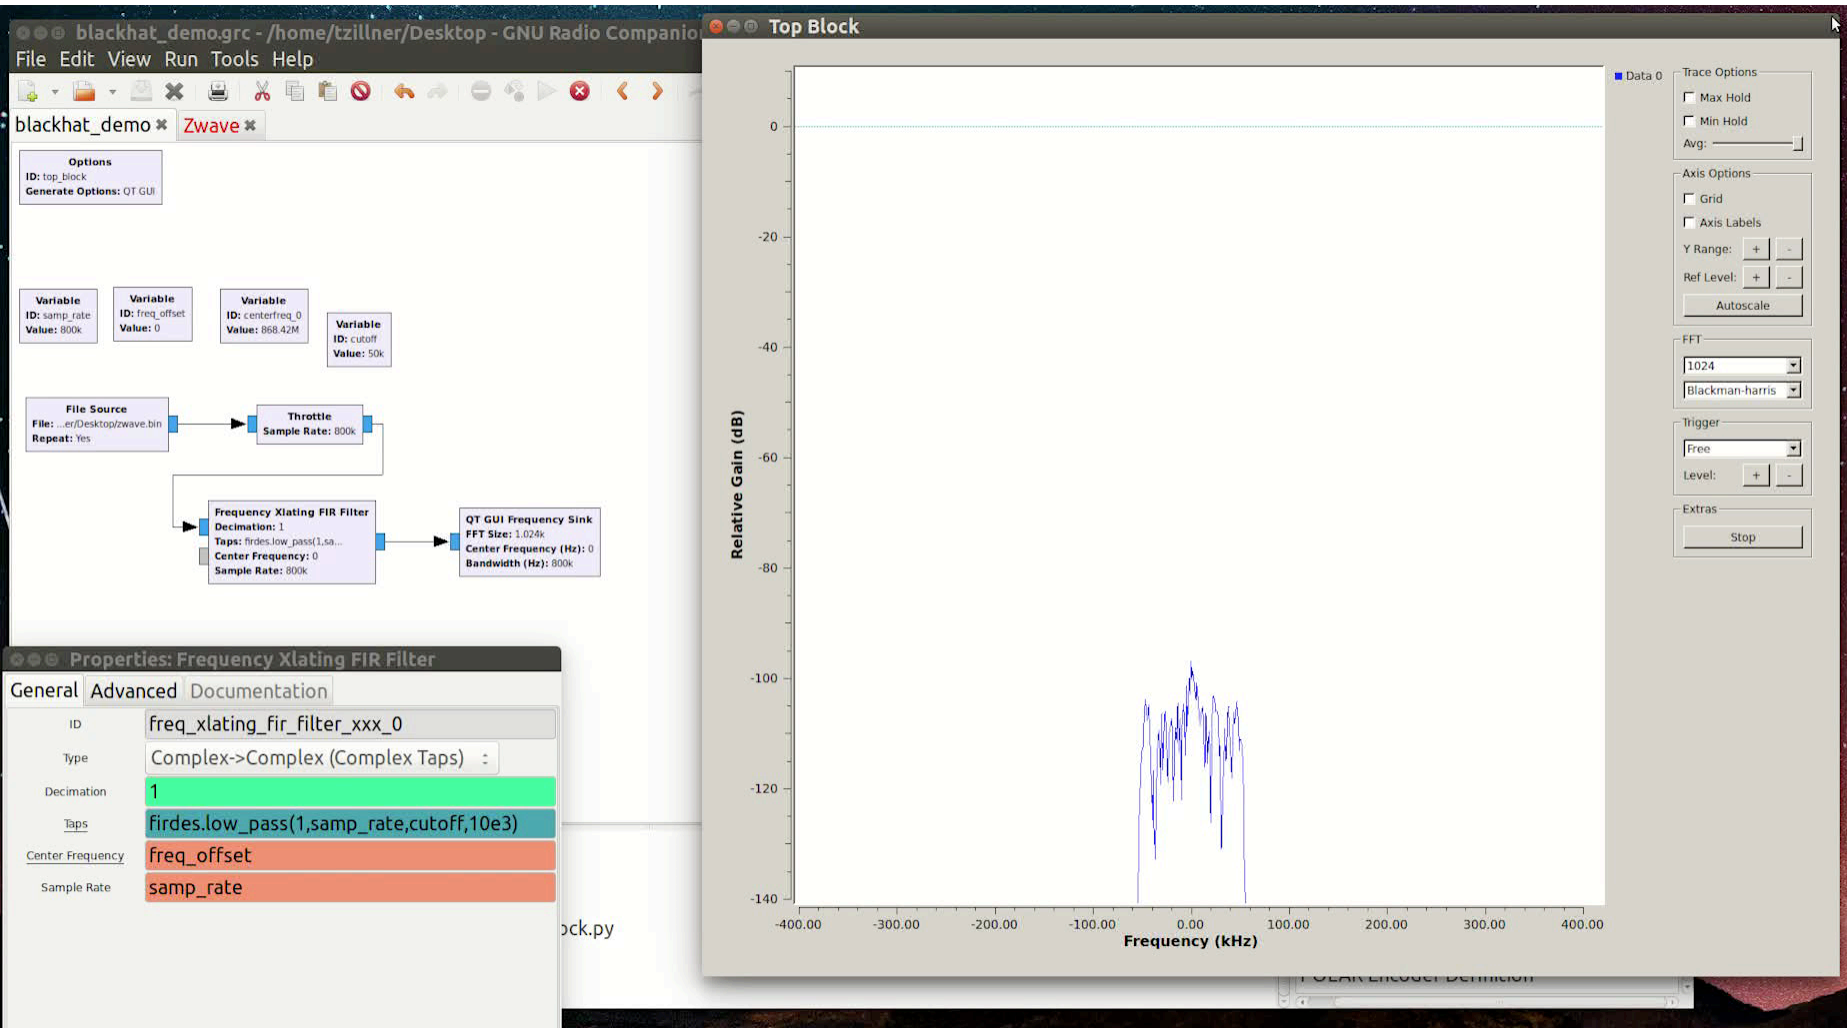 blackhat_demo.grc - /home/tzillner/Desktop - GNU Radio Companio
File Edit View Run Tools Help
blackhat_demo
Zwave
Options
ID: top_block
Generate Options: QT GUI
Variable
ID: samp_rate
Value: 800k
Variable
ID: freq_offset
Value: 0
Variable
ID: centerfreq_0
Value: 868.42M
Variable
ID: cutoff
Value: 50k
File Source
File: ...er/Desktop/zwave.bin
Repeat: Yes
Throttle
Sample Rate: 800k
Frequency Xlating FIR Filter
Decimation: 1
Taps: firdes.low_pass(1,sa...
Center Frequency: 0
Sample Rate: 800k
QT GUI Frequency Sink
FFT Size: 1.024k
Center Frequency (Hz): 0
Bandwidth (Hz): 800k
Properties: Frequency Xlating FIR Filter
General Advanced Documentation
ID freq_xlating_fir_filter_xxx_0
Type Complex->Complex (Complex Taps)
Decimation 1
Taps firdes.low_pass(1,samp_rate,cutoff,10e3)
Center Frequency freq_offset
Sample Rate samp_rate
ock.py
Top Block
0
-20
-40
-60
-80
-100
-120
-140
Relative Gain (dB)
-400.00 -300.00 -200.00 -100.00 0.00 100.00 200.00 300.00 400.00
Frequency (kHz)
Data 0
Trace Options
Max Hold
Min Hold
Avg:
Axis Options
Grid
Axis Labels
Y Range: + -
Ref Level: + -
Autoscale
FFT
1024
Blackman-harris
Trigger
Free
Level: + -
Extras
Stop
POLAR Encoder Definition